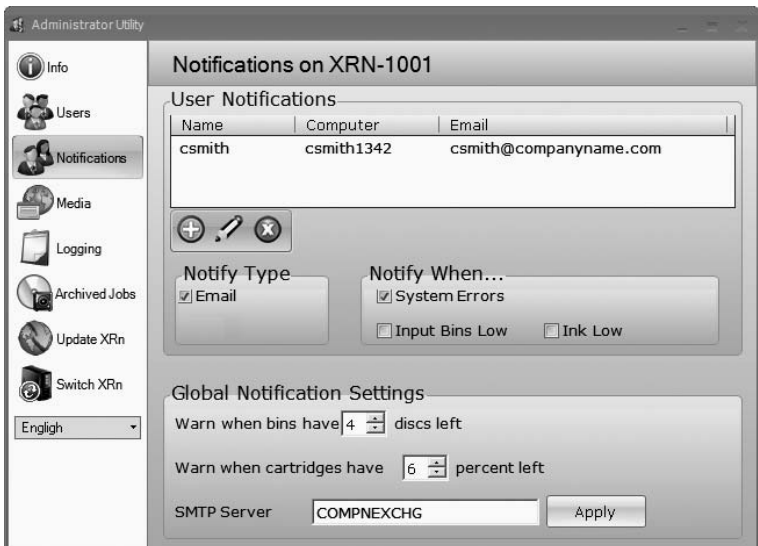 Administrator Utility
Info
Users
Notifications
Media
Logging
Archived Jobs
Update XRn
Switch XRn
Engligh
Notifications on XRN-1001
User Notifications
Name Computer Email
csmith csmith1342 csmith@companyname.com
Notify Type
Email
Notify When...
System Errors
Input Bins Low Ink Low
Global Notification Settings
Warn when bins have 4 discs left
Warn when cartridges have 6 percent left
SMTP Server COMPNEXCHG Apply